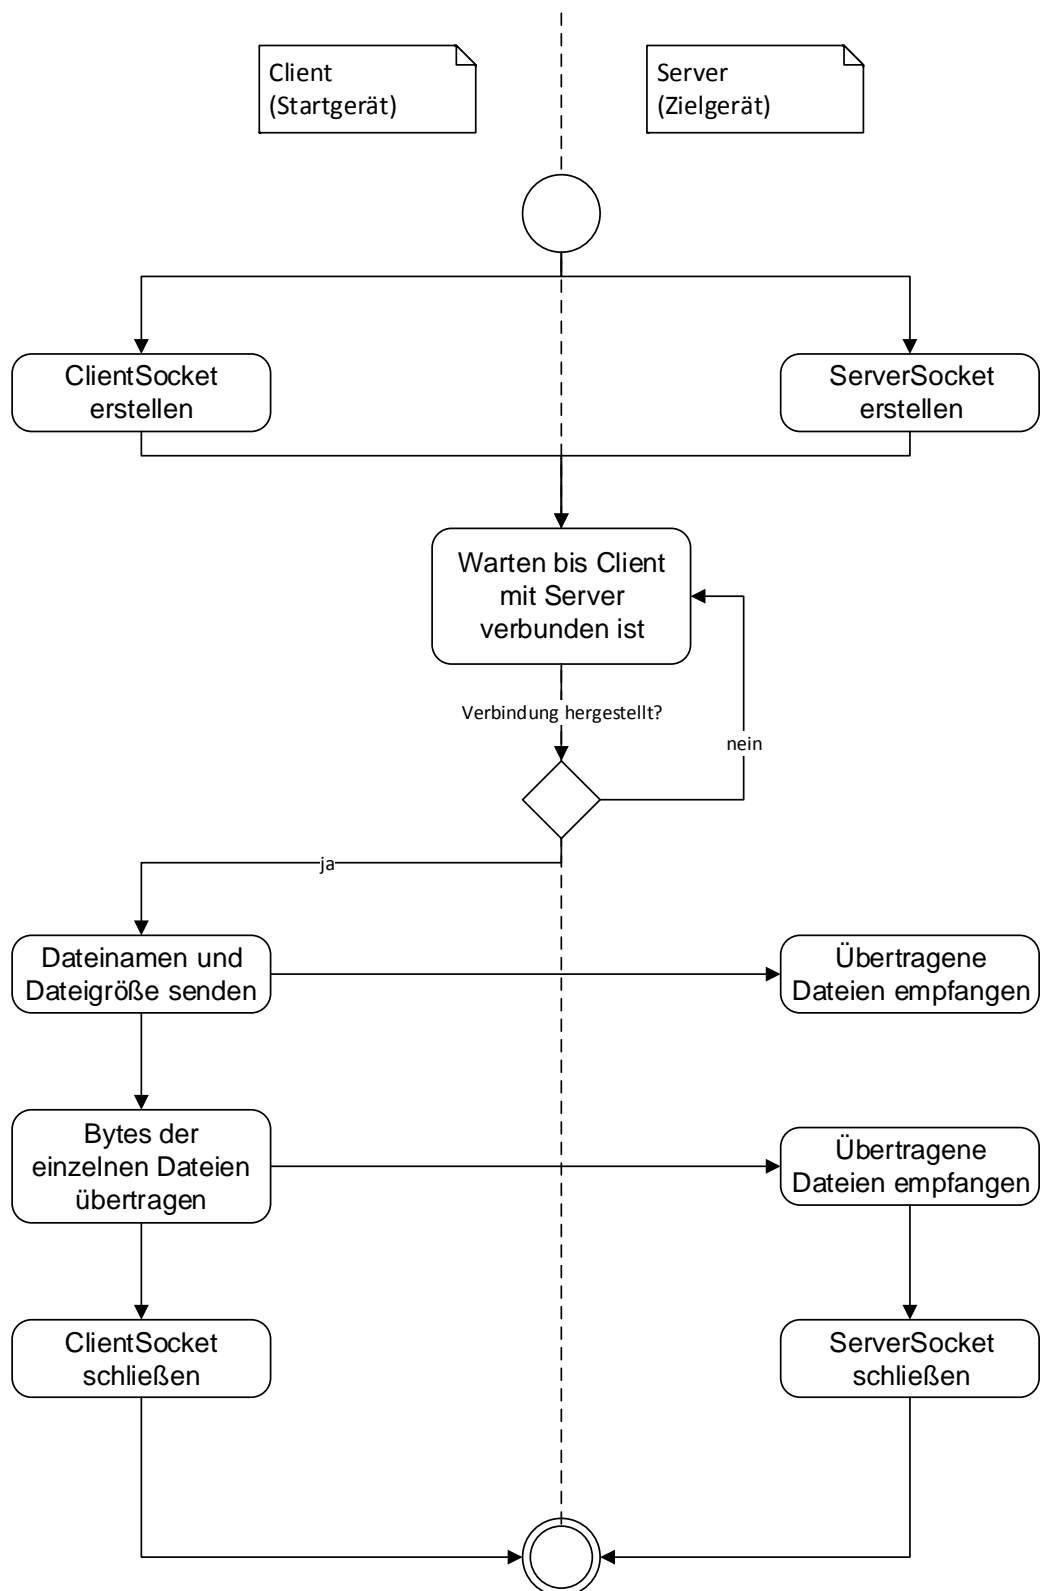 Client
(Startgerät)
Server
(Zielgerät)
ClientSocket
erstellen
ServerSocket
erstellen
Warten bis Client
mit Server
verbunden ist
Verbindung hergestellt?
nein
ja
Dateinamen und
Dateigröße senden
Übertragene
Dateien empfangen
Bytes der
einzelnen Dateien
übertragen
Übertragene
Dateien empfangen
ClientSocket
schließen
ServerSocket
schließen